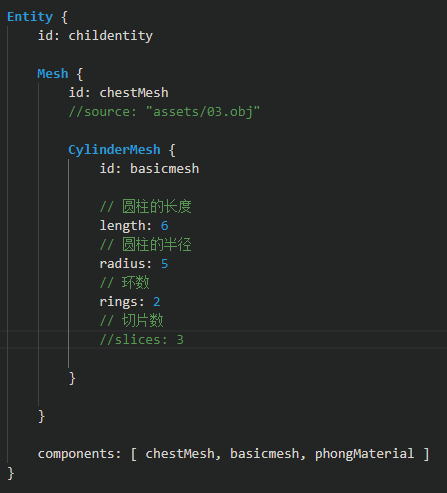 Entity {
id: childentity
Mesh {
id: chestMesh
//source: "assets/03.obj"
CylinderMesh {
id: basicmesh
// 圆柱的长度
length: 6
// 圆柱的半径
radius: 5
// 环数
rings: 2
// 切片数
//slices: 3
}
}
components: [ chestMesh, basicmesh, phongMaterial ]
}